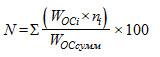 N = Σ (W_OCi × n_i) / W_OCсумм × 100